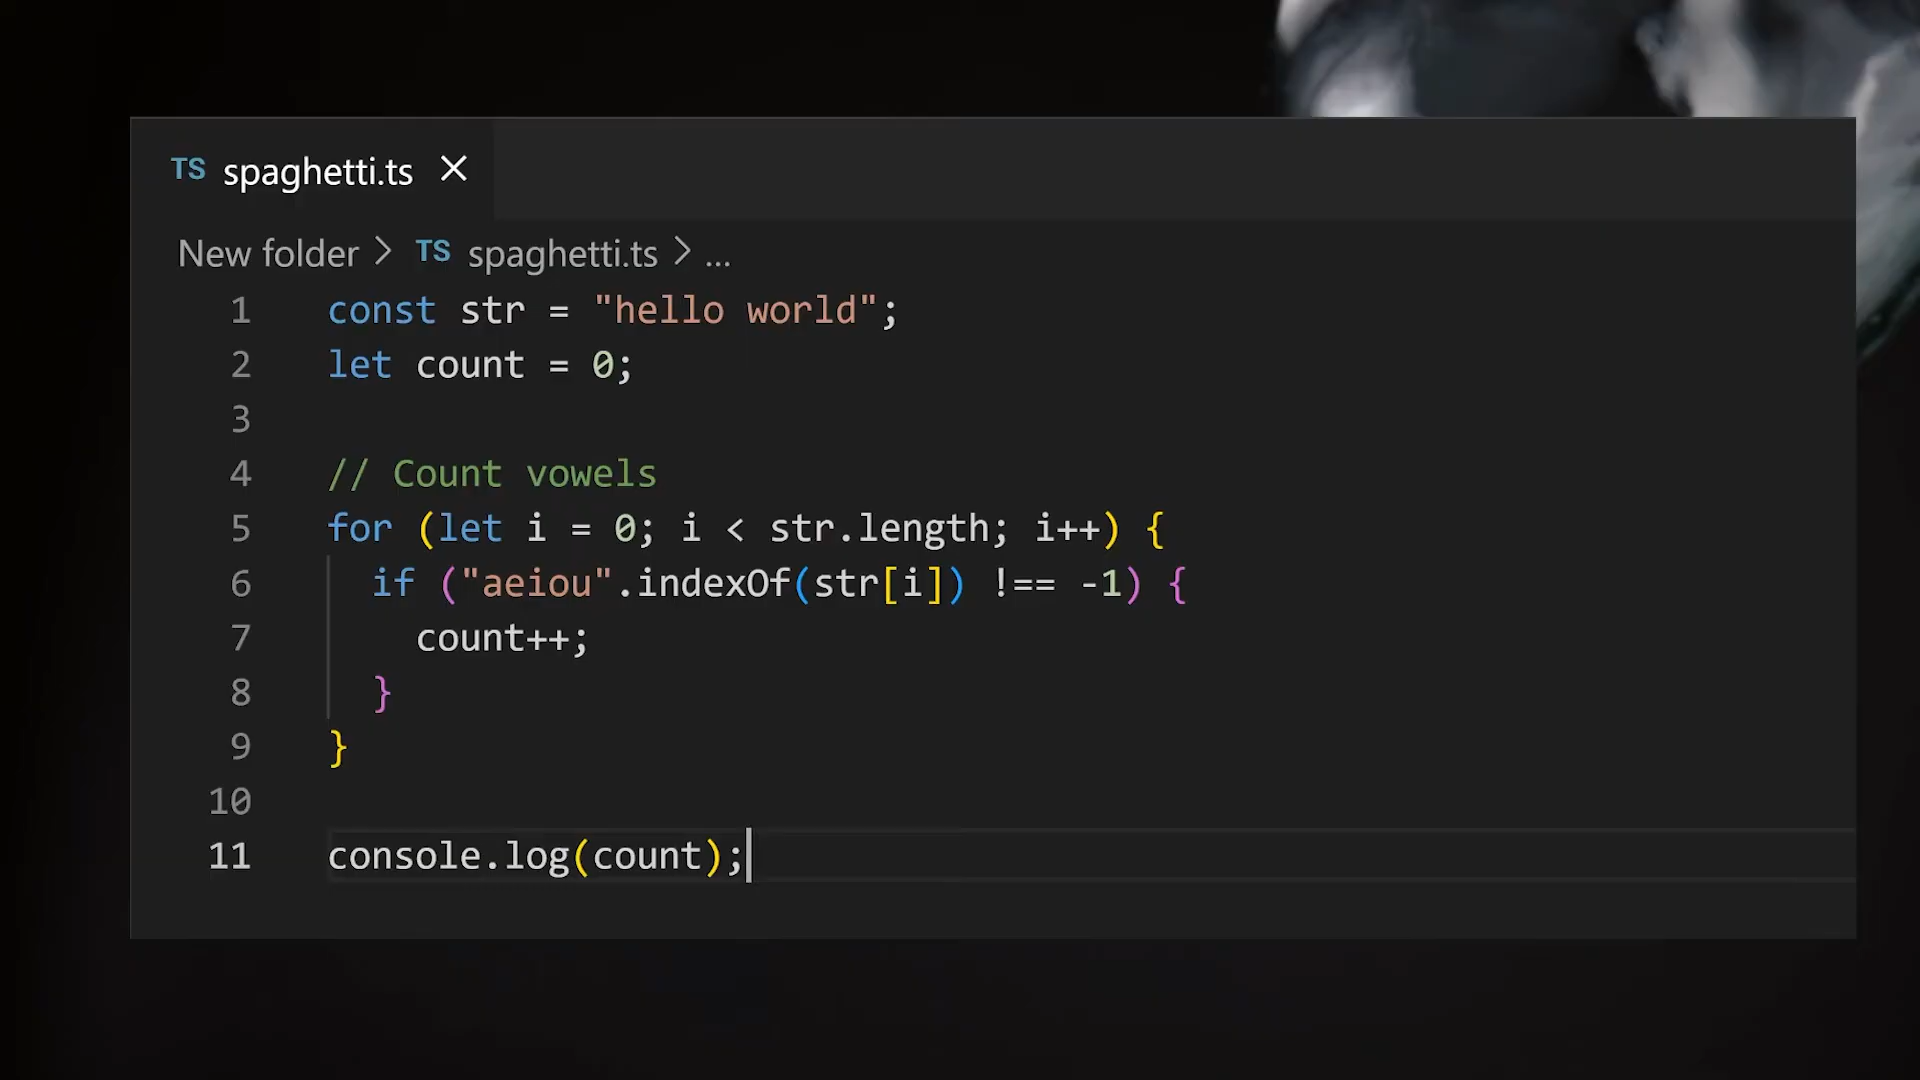 TS spaghetti.ts ×
New folder > TS spaghetti.ts > ...
1 const str = "hello world";
2 let count = 0;
3
4 // Count vowels
5 for (let i = 0; i < str.length; i++) {
6   if ("aeiou".indexOf(str[i]) !== -1) {
7     count++;
8   }
9 }
10
11 console.log(count);